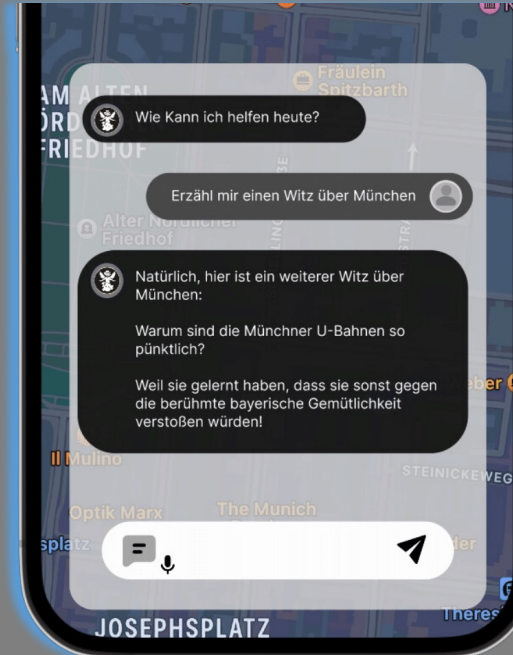 Fräulein
Spitzbarth
AM ALTEN
FRIEDHOF
Wie Kann ich helfen heute?
Erzähl mir einen Witz über München
Alter Nördlicher
Friedhof
Natürlich, hier ist ein weiterer Witz über
München:
Warum sind die Münchner U-Bahnen so
pünktlich?
Weil sie gelernt haben, dass sie sonst gegen
die berühmte bayerische Gemütlichkeit
verstoßen würden!
Il Mulino
STEINICKEWEG
Optik Marx
The Munich
splatz
JOSEPHSPLATZ
Theres